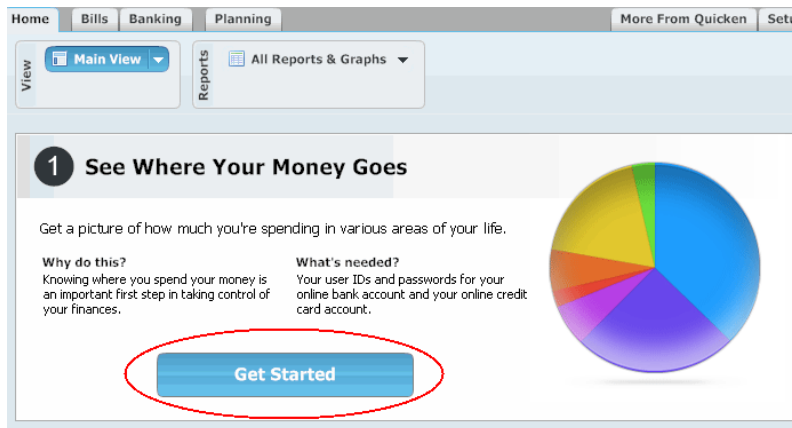 Home Bills Banking Planning More From Quicken
View Main View Reports All Reports & Graphs
1 See Where Your Money Goes
Get a picture of how much you're spending in various areas of your life.
Why do this?
Knowing where you spend your money is
an important first step in taking control of
your finances.
What's needed?
Your user IDs and passwords for your
online bank account and your online credit
card account.
Get Started